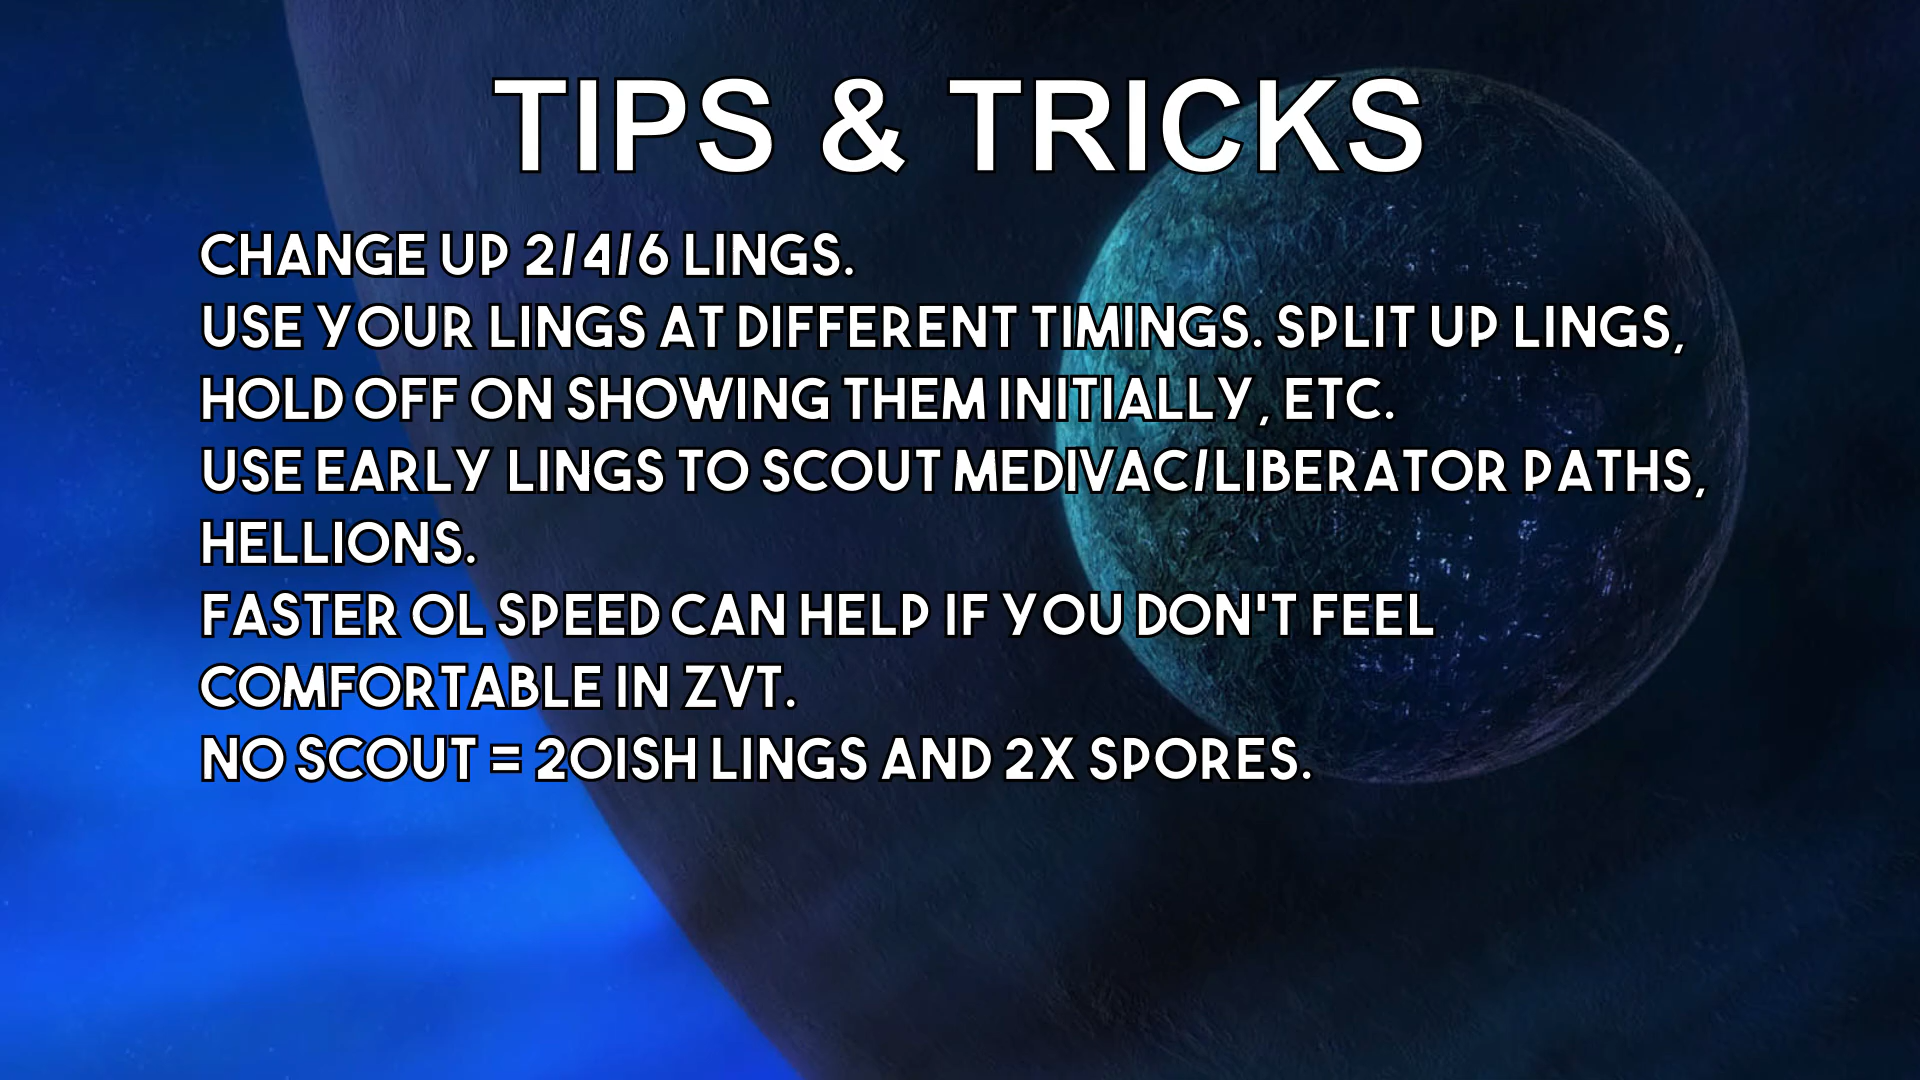 TIPS & TRICKS
CHANGE UP 2/4/6 LINGS.
USE YOUR LINGS AT DIFFERENT TIMINGS. SPLIT UP LINGS,
HOLD OFF ON SHOWING THEM INITIALLY, ETC.
USE EARLY LINGS TO SCOUT MEDIVAC/LIBERATOR PATHS,
HELLIONS.
FASTER OL SPEED CAN HELP IF YOU DON'T FEEL
COMFORTABLE IN ZVT.
NO SCOUT = 20ISH LINGS AND 2X SPORES.